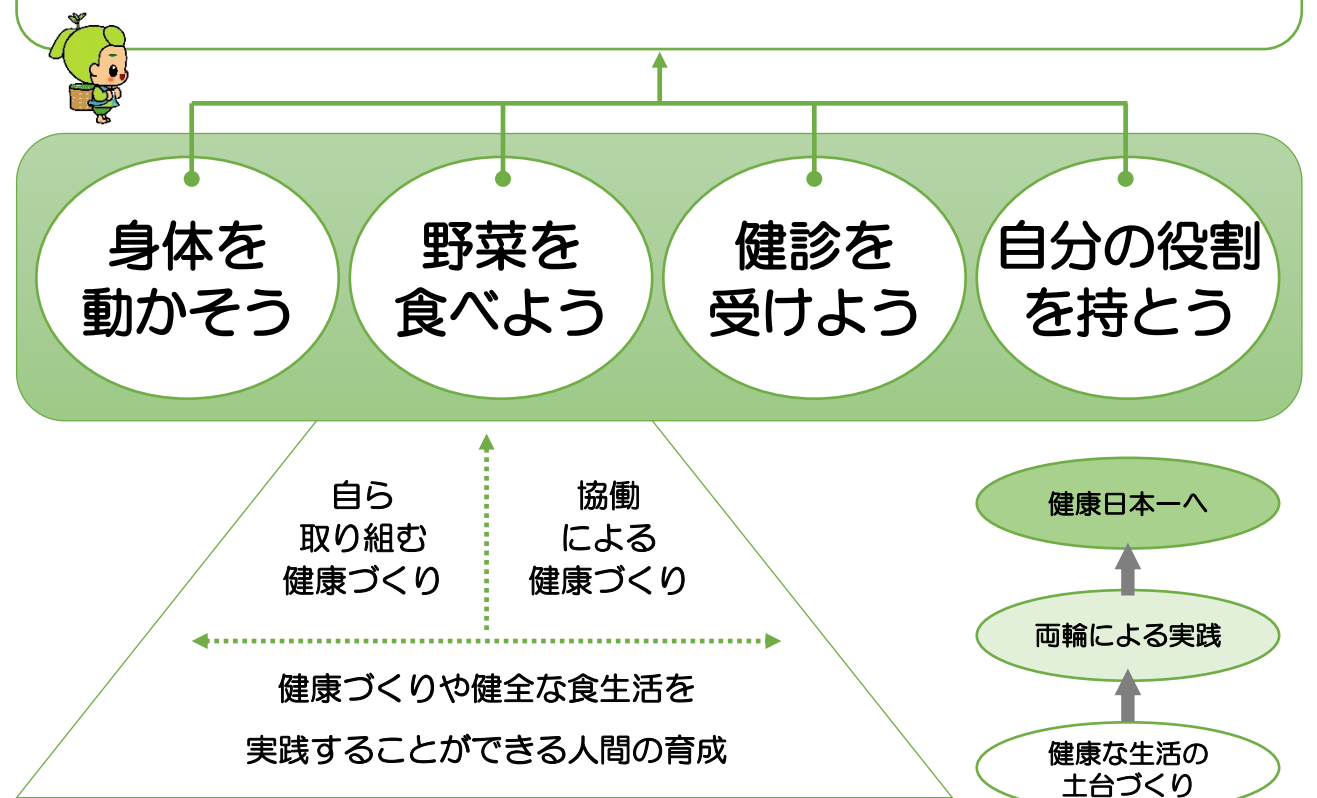 身体を
動かそう
野菜を
食べよう
健診を
受けよう
自分の役割
を持とう
自ら
取り組む
健康づくり
協働
による
健康づくり
健康づくりや健全な食生活を
実践することができる人間の育成
健康日本一へ
両輪による実践
健康な生活の
土台づくり